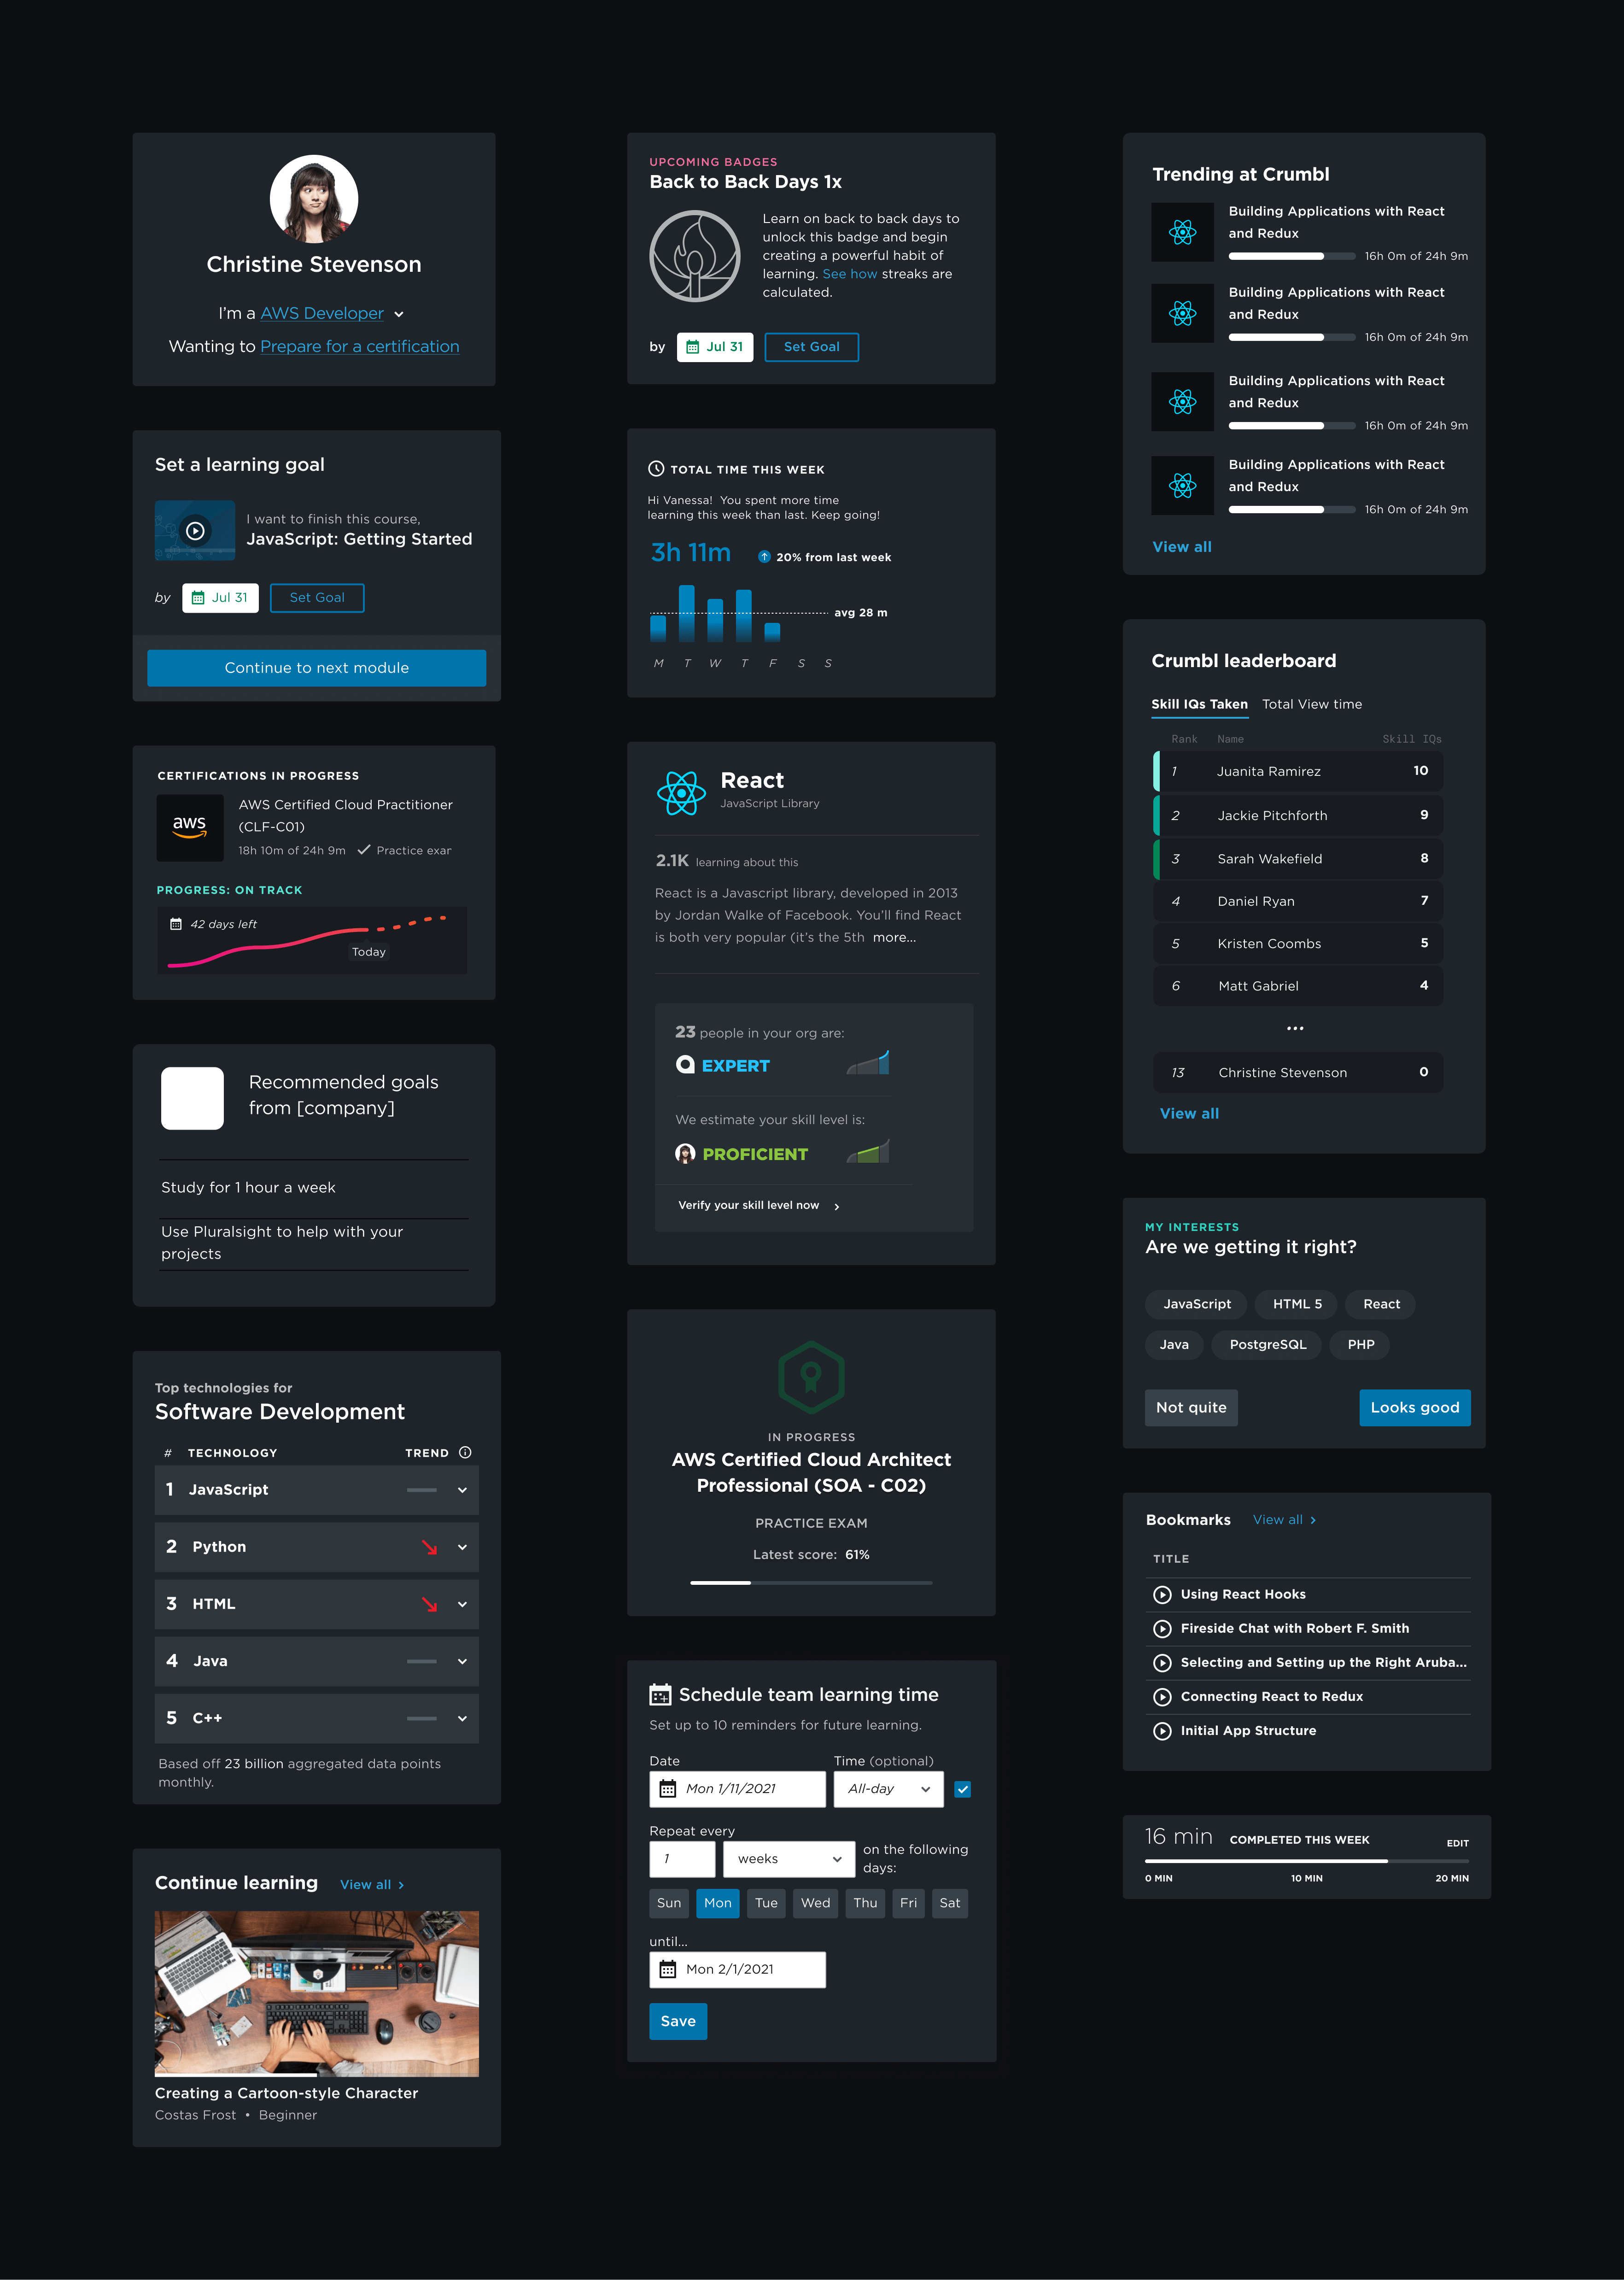 Christine Stevenson
I'm a AWS Developer
Wanting to Prepare for a certification
Set a learning goal
I want to finish this course,
JavaScript: Getting Started
by Jul 31 Set Goal
Continue to next module
CERTIFICATIONS IN PROGRESS
aws
AWS Certified Cloud Practitioner
(CLF-C01)
18h 10m of 24h 9m Practice exar
PROGRESS: ON TRACK
42 days left
Today
Recommended goals
from [company]
Study for 1 hour a week
Use Pluralsight to help with your
projects
Top technologies for
Software Development
# TECHNOLOGY TREND
1 JavaScript
2 Python
3 HTML
4 Java
5 C++
Based off 23 billion aggregated data points
monthly.
Continue learning View all
Creating a Cartoon-style Character
Costas Frost • Beginner
UPCOMING BADGES
Back to Back Days 1x
Learn on back to back days to
unlock this badge and begin
creating a powerful habit of
learning. See how streaks are
calculated.
by Jul 31 Set Goal
TOTAL TIME THIS WEEK
Hi Vanessa! You spent more time
learning this week than last. Keep going!
3h 11m 20% from last week
avg 28 m
M T W T F S S
React
JavaScript Library
2.1K learning about this
React is a Javascript library, developed in 2013
by Jordan Walke of Facebook. You'll find React
is both very popular (it's the 5th more...
23 people in your org are:
EXPERT
We estimate your skill level is:
PROFICIENT
Verify your skill level now
IN PROGRESS
AWS Certified Cloud Architect
Professional (SOA - C02)
PRACTICE EXAM
Latest score: 61%
Schedule team learning time
Set up to 10 reminders for future learning.
Date Time (optional)
Mon 1/11/2021 All-day
Repeat every
1 weeks on the following
days:
Sun Mon Tue Wed Thu Fri Sat
until...
Mon 2/1/2021
Save
Trending at Crumbl
Building Applications with React
and Redux
16h 0m of 24h 9m
Building Applications with React
and Redux
16h 0m of 24h 9m
Building Applications with React
and Redux
16h 0m of 24h 9m
Building Applications with React
and Redux
16h 0m of 24h 9m
View all
Crumbl leaderboard
Skill IQs Taken Total View time
Rank Name Skill IQs
1 Juanita Ramirez 10
2 Jackie Pitchforth 9
3 Sarah Wakefield 8
4 Daniel Ryan 7
5 Kristen Coombs 5
6 Matt Gabriel 4
...
13 Christine Stevenson 0
View all
MY INTERESTS
Are we getting it right?
JavaScript HTML 5 React
Java PostgreSQL PHP
Not quite Looks good
Bookmarks View all
TITLE
Using React Hooks
Fireside Chat with Robert F. Smith
Selecting and Setting up the Right Aruba...
Connecting React to Redux
Initial App Structure
16 min COMPLETED THIS WEEK EDIT
0 MIN 10 MIN 20 MIN